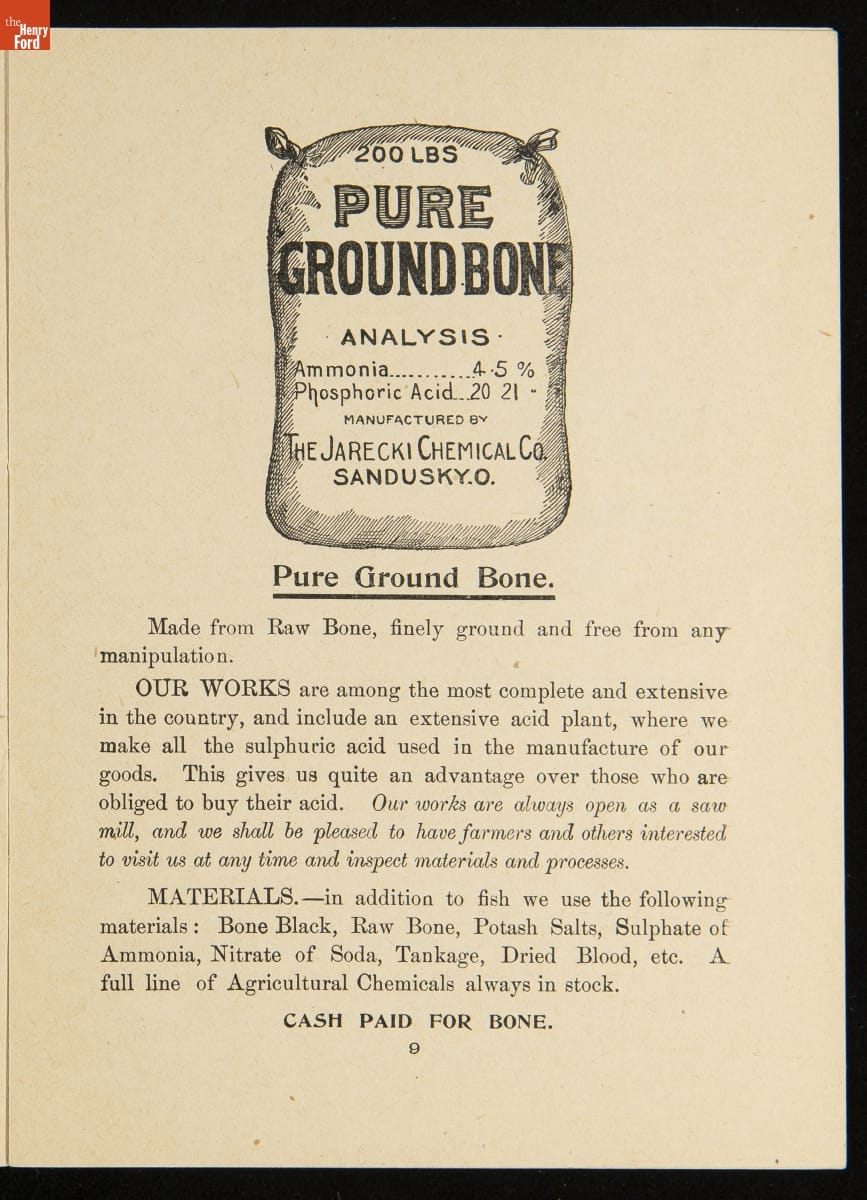 the
Henry
Ford
200 LBS
PURE
GROUND BONE
ANALYSIS
Ammonia...........4-5 %
Phosphoric Acid...20 21 "
MANUFACTURED BY
THE JARECKI CHEMICAL CO.
SANDUSKY.O.
Pure Ground Bone.
Made from Raw Bone, finely ground and free from any
manipulation.
OUR WORKS are among the most complete and extensive
in the country, and include an extensive acid plant, where we
make all the sulphuric acid used in the manufacture of our
goods. This gives us quite an advantage over those who are
obliged to buy their acid. Our works are always open as a saw
mill, and we shall be pleased to have farmers and others interested
to visit us at any time and inspect materials and processes.
MATERIALS.—in addition to fish we use the following
materials : Bone Black, Raw Bone, Potash Salts, Sulphate of
Ammonia, Nitrate of Soda, Tankage, Dried Blood, etc. A
full line of Agricultural Chemicals always in stock.
CASH PAID FOR BONE.
9